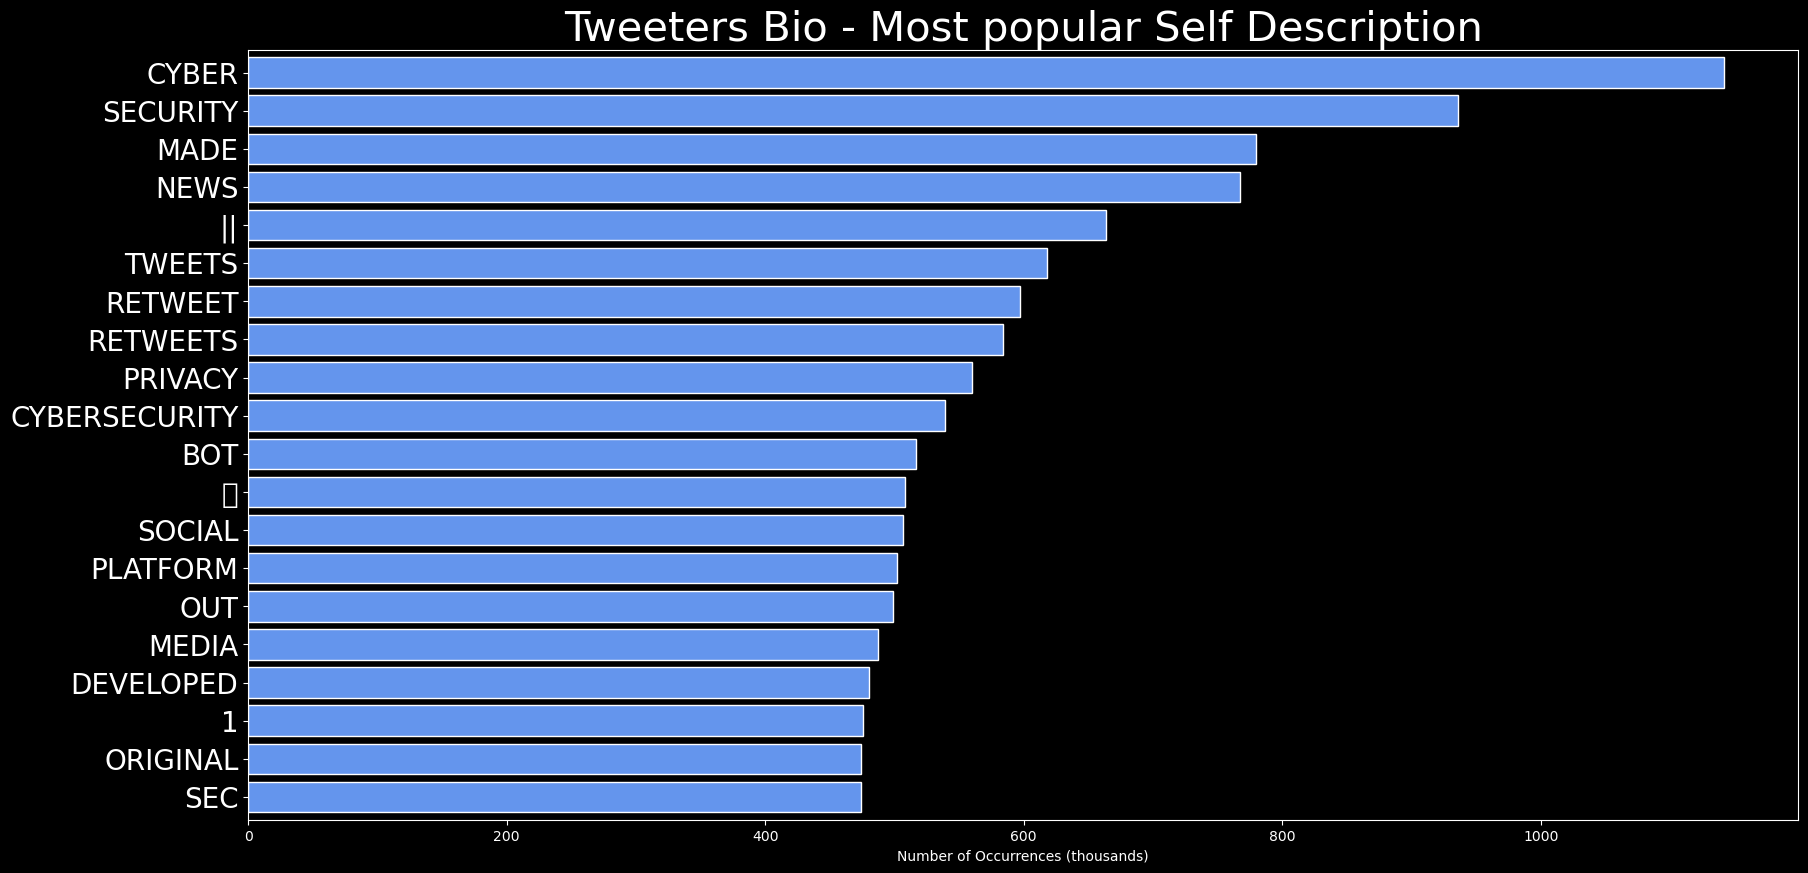 Tweeters Bio - Most popular Self Description
CYBER
SECURITY
MADE
NEWS
||
TWEETS
RETWEET
RETWEETS
PRIVACY
CYBERSECURITY
BOT
SOCIAL
PLATFORM
OUT
MEDIA
DEVELOPED
1
ORIGINAL
SEC
0 200 400 600 800 1000
Number of Occurrences (thousands)